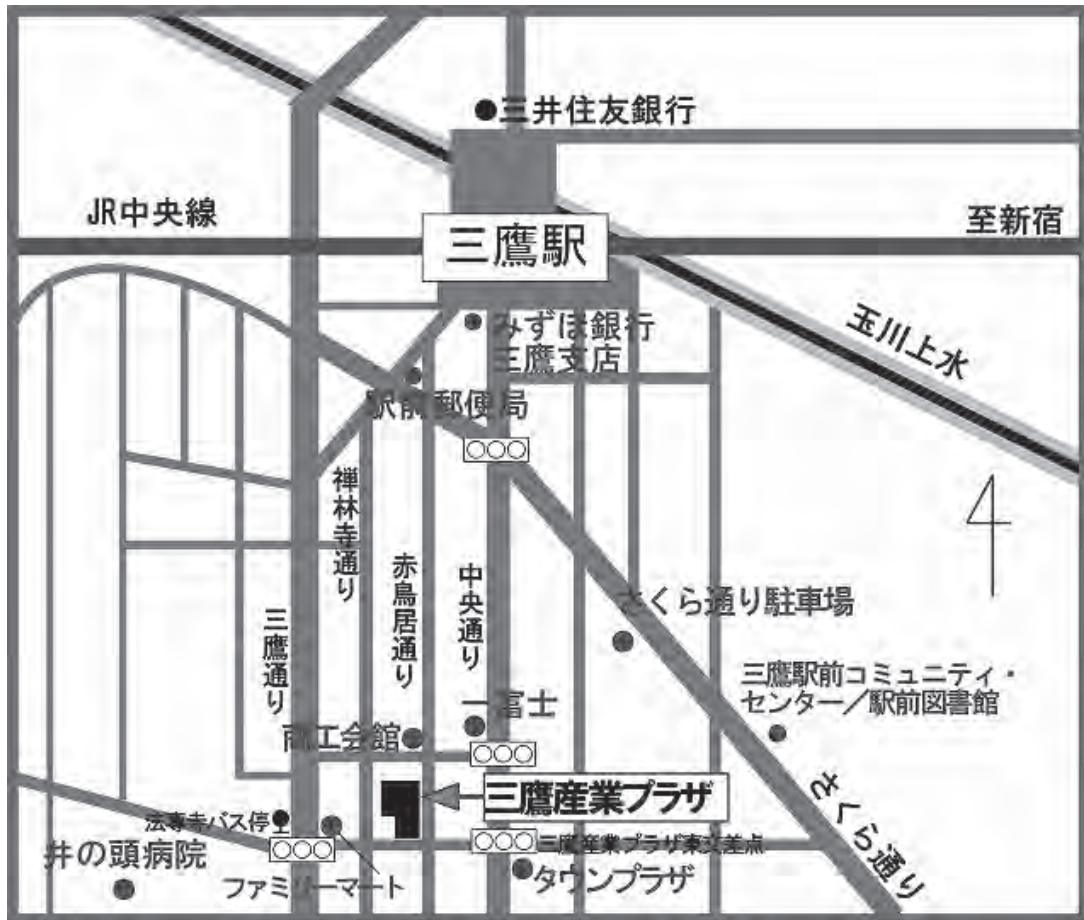 三井住友銀行
JR中央線
至新宿
三鷹駅
玉川上水
みずほ銀行
三鷹支店
駅前郵便局
禅林寺通り
赤鳥居通り
中央通り
三鷹通り
さくら通り駐車場
三鷹駅前コミュニティ・
センター/駅前図書館
一富士
商工会館
三鷹産業プラザ
さくら通り
法専寺バス停
三鷹産業プラザ東交差点
井の頭病院
ファミリーマート
タウンプラザ